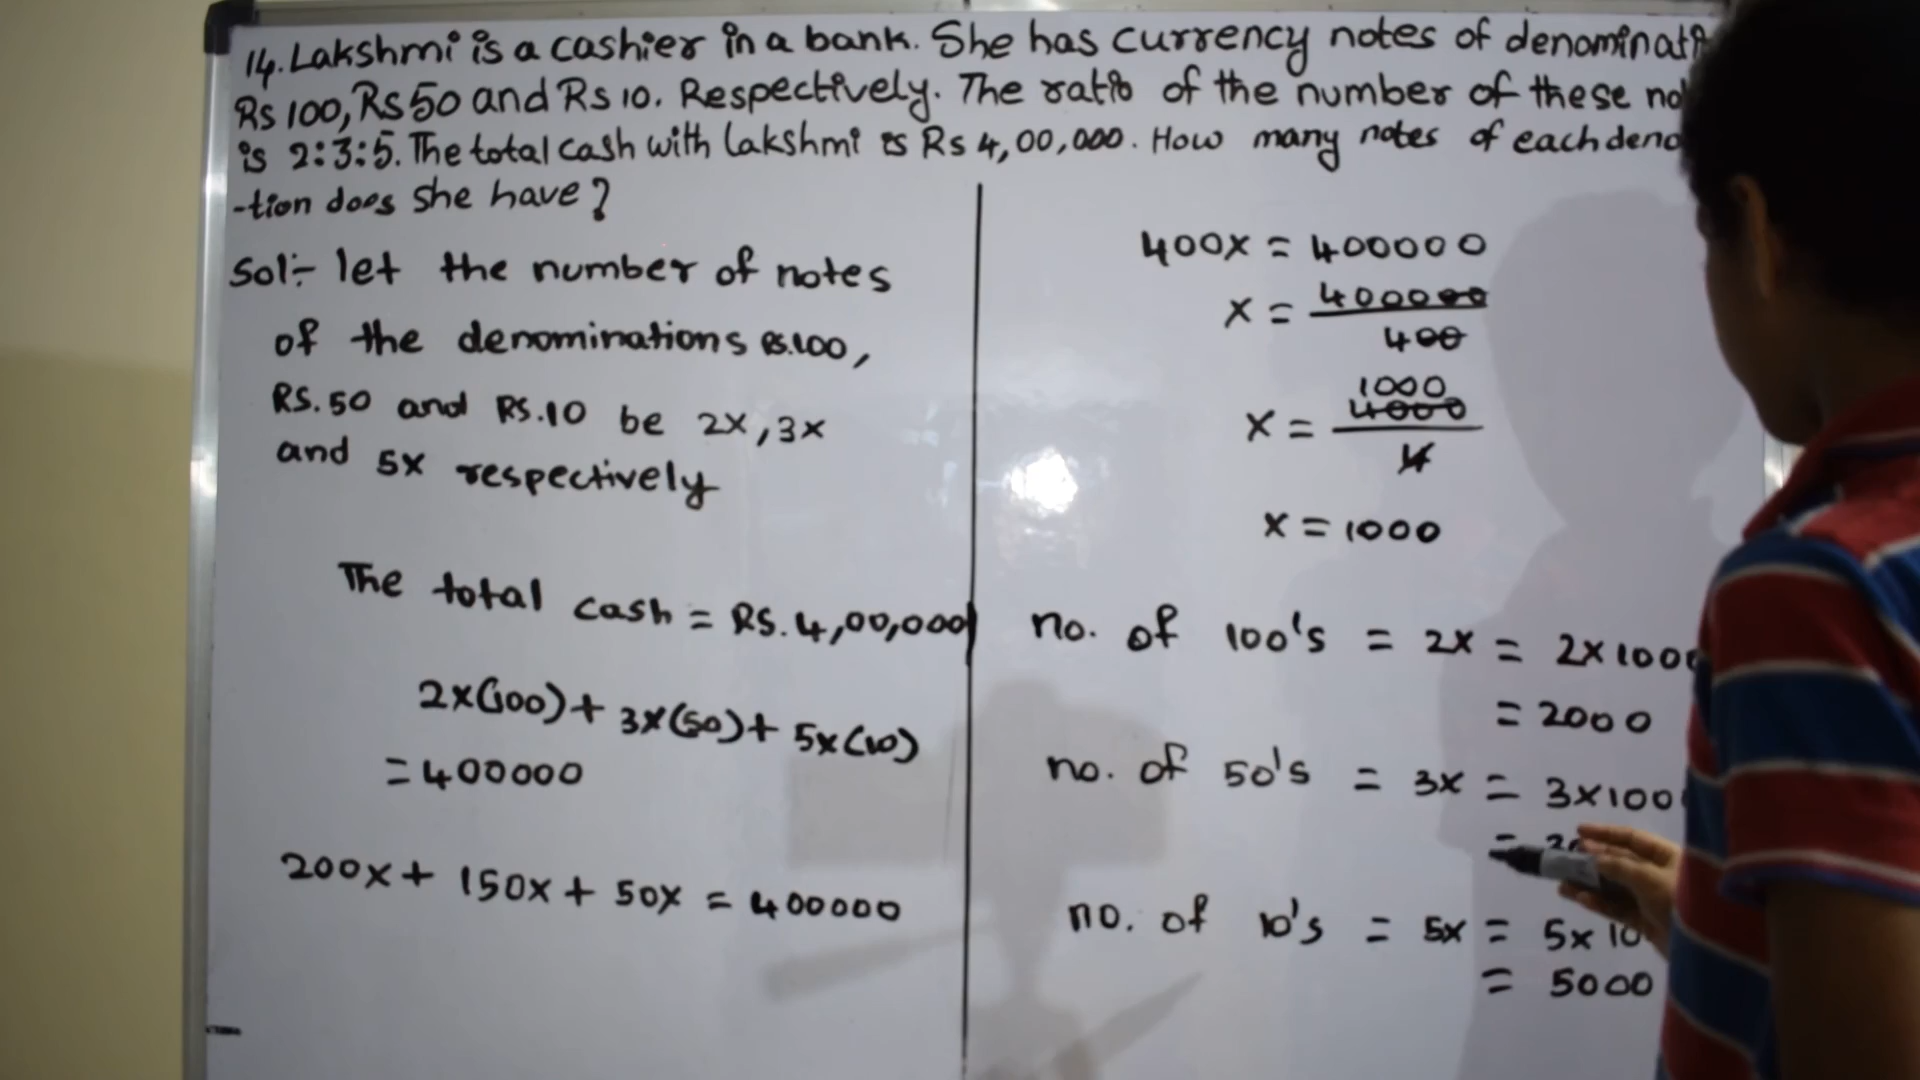 14. Lakshmi is a cashier in a bank. She has currency notes of denominati
Rs 100, Rs 50 and Rs 10. Respectively. The ratio of the number of these no
is 2:3:5. The total cash with lakshmi is Rs 4,00,000. How many notes of each deno
-tion does she have?
Sol:- let the number of notes
of the denominations Rs.100,
RS.50 and RS.10 be 2x, 3x
and 5x respectively
The total cash = RS. 4,00,000
2x(100) + 3x(50) + 5x(10)
= 400000
200x + 150x + 50x = 400000
400x = 400000
x = 400000
400
1000
x = 4000
4
x = 1000
no. of 100's = 2x = 2x1000
= 2000
no. of 50's = 3x = 3x100
=
no. of 10's = 5x = 5x10
= 5000